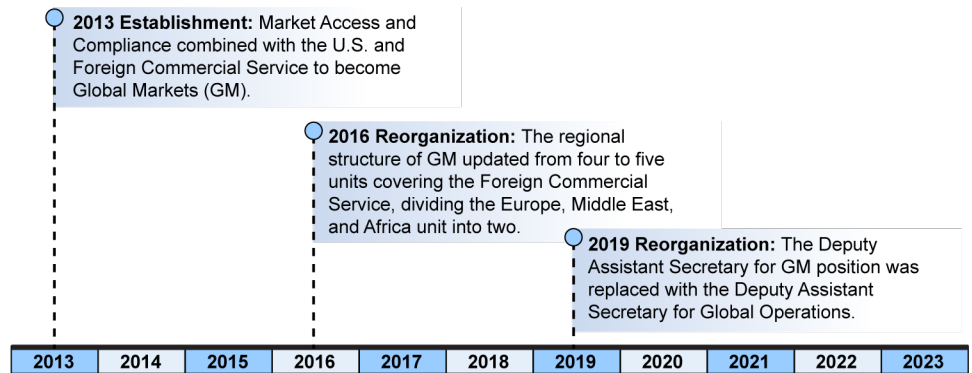 2013 Establishment: Market Access and
Compliance combined with the U.S. and
Foreign Commercial Service to become
Global Markets (GM).
2016 Reorganization: The regional
structure of GM updated from four to five
units covering the Foreign Commercial
Service, dividing the Europe, Middle East,
and Africa unit into two.
2019 Reorganization: The Deputy
Assistant Secretary for GM position was
replaced with the Deputy Assistant
Secretary for Global Operations.
2013 2014 2015 2016 2017 2018 2019 2020 2021 2022 2023